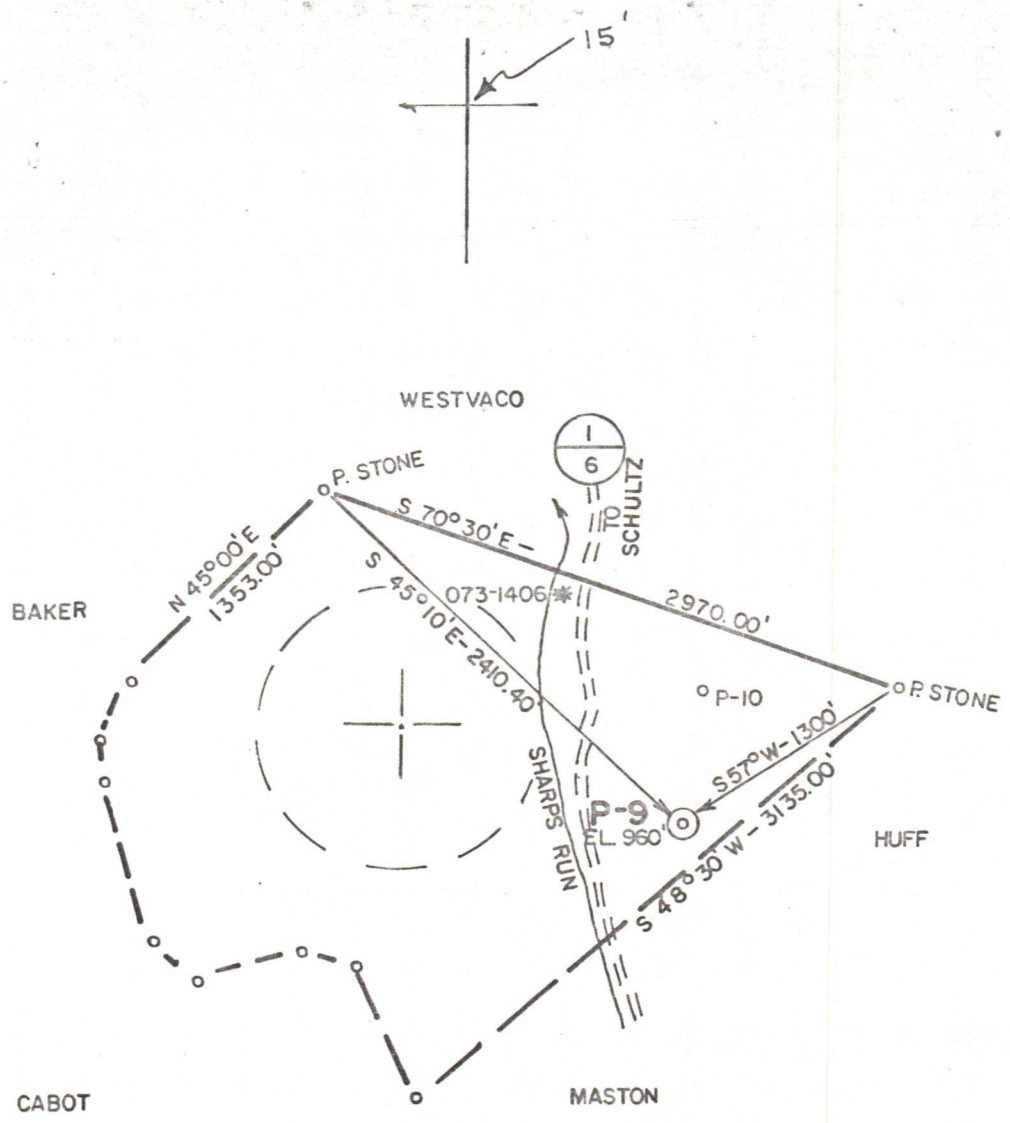 15'
WESTVACO
1
6
TO
SCHULTZ
P. STONE
S 70°30'E –
2970.00'
N 45°00'E
1353.00'
S 45°10'E – 2410.40'
073-1406
BAKER
P-10
P. STONE
S57°W – 1300'
S 48°30'W – 3135.00'
SHARPS RUN
P-9
EL. 960'
HUFF
CABOT
MASTON